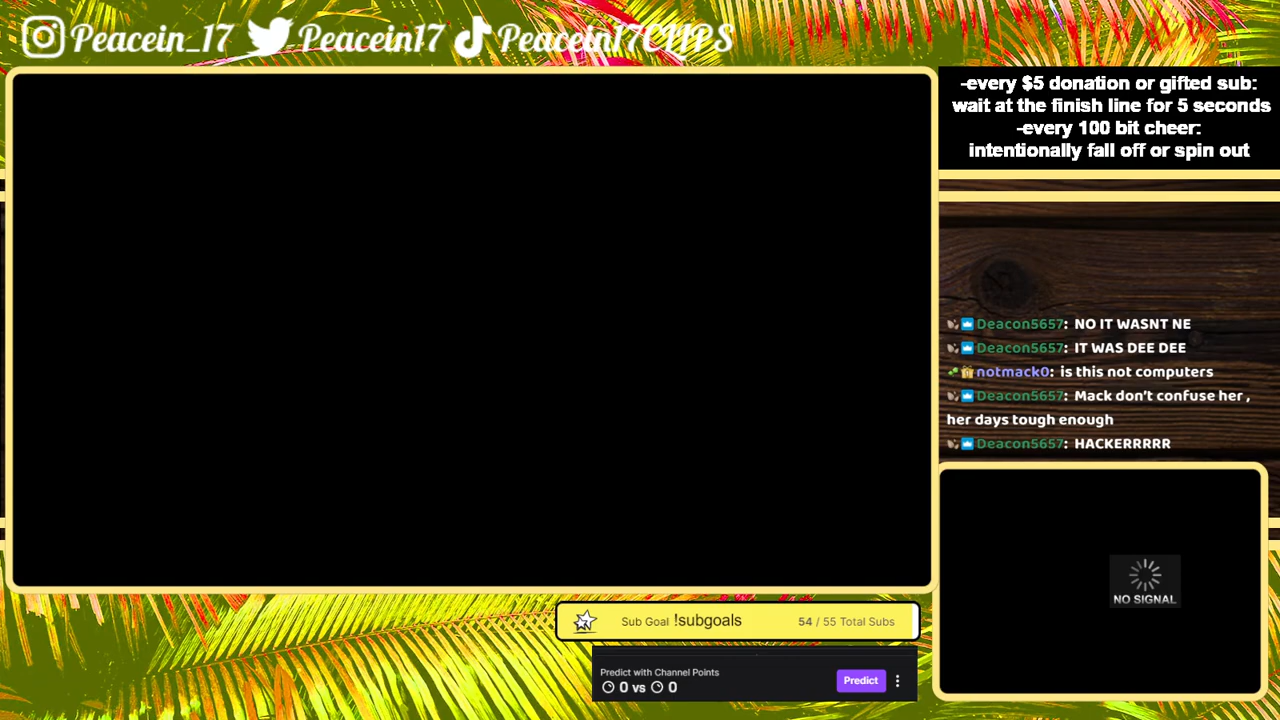 Peacein_17 Peacein17 Peacein17ClIPS
-every $5 donation or gifted sub:
wait at the finish line for 5 seconds
-every 100 bit cheer:
intentionally fall off or spin out
Deacon5657: NO IT WASNT NE
Deacon5657: IT WAS DEE DEE
notmack0: is this not computers
Deacon5657: Mack don't confuse her ,
her days tough enough
Deacon5657: HACKERRRRR
NO SIGNAL
Sub Goal !subgoals 54 / 55 Total Subs
Predict with Channel Points
0 vs 0
Predict